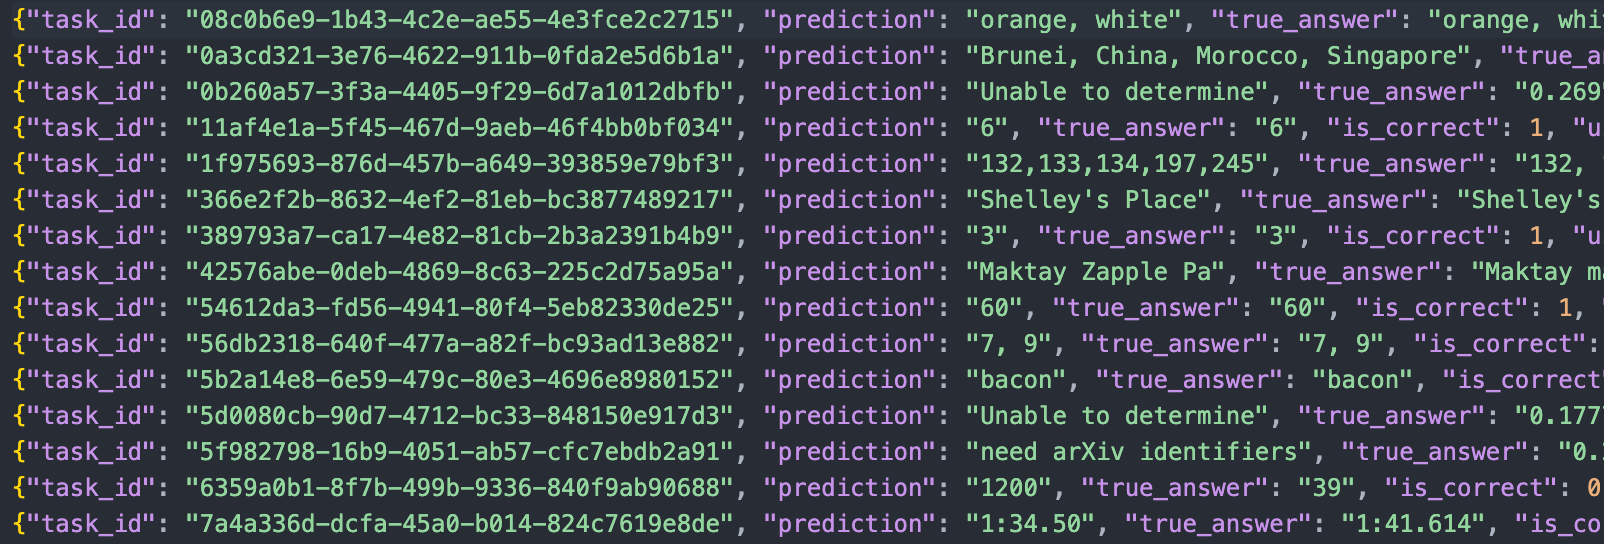 {"task_id": "08c0b6e9-1b43-4c2e-ae55-4e3fce2c2715", "prediction": "orange, white", "true_answer": "orange, whi
{"task_id": "0a3cd321-3e76-4622-911b-0fda2e5d6b1a", "prediction": "Brunei, China, Morocco, Singapore", "true_a
{"task_id": "0b260a57-3f3a-4405-9f29-6d7a1012dbfb", "prediction": "Unable to determine", "true_answer": "0.269"
{"task_id": "11af4e1a-5f45-467d-9aeb-46f4bb0bf034", "prediction": "6", "true_answer": "6", "is_correct": 1, "u
{"task_id": "1f975693-876d-457b-a649-393859e79bf3", "prediction": "132,133,134,197,245", "true_answer": "132,
{"task_id": "366e2f2b-8632-4ef2-81eb-bc3877489217", "prediction": "Shelley's Place", "true_answer": "Shelley's
{"task_id": "389793a7-ca17-4e82-81cb-2b3a2391b4b9", "prediction": "3", "true_answer": "3", "is_correct": 1, "u
{"task_id": "42576abe-0deb-4869-8c63-225c2d75a95a", "prediction": "Maktay Zapple Pa", "true_answer": "Maktay ma
{"task_id": "54612da3-fd56-4941-80f4-5eb82330de25", "prediction": "60", "true_answer": "60", "is_correct": 1, "
{"task_id": "56db2318-640f-477a-a82f-bc93ad13e882", "prediction": "7, 9", "true_answer": "7, 9", "is_correct":
{"task_id": "5b2a14e8-6e59-479c-80e3-4696e8980152", "prediction": "bacon", "true_answer": "bacon", "is_correct"
{"task_id": "5d0080cb-90d7-4712-bc33-848150e917d3", "prediction": "Unable to determine", "true_answer": "0.177
{"task_id": "5f982798-16b9-4051-ab57-cfc7ebdb2a91", "prediction": "need arXiv identifiers", "true_answer": "0.
{"task_id": "6359a0b1-8f7b-499b-9336-840f9ab90688", "prediction": "1200", "true_answer": "39", "is_correct": 0
{"task_id": "7a4a336d-dcfa-45a0-b014-824c7619e8de", "prediction": "1:34.50", "true_answer": "1:41.614", "is_co